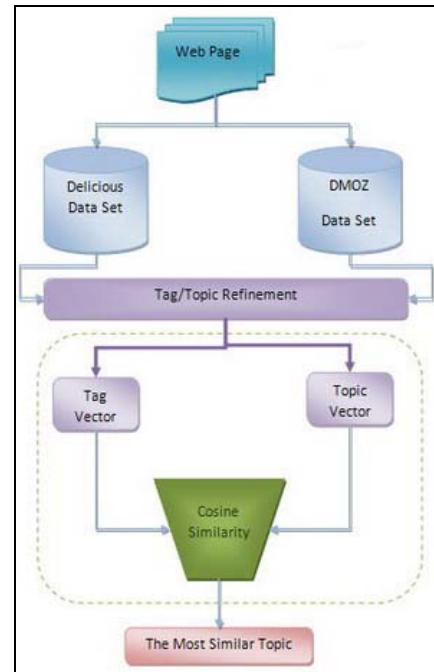 Web Page
Delicious
Data Set
DMOZ
Data Set
Tag/Topic Refinement
Tag
Vector
Topic
Vector
Cosine
Similarity
The Most Similar Topic